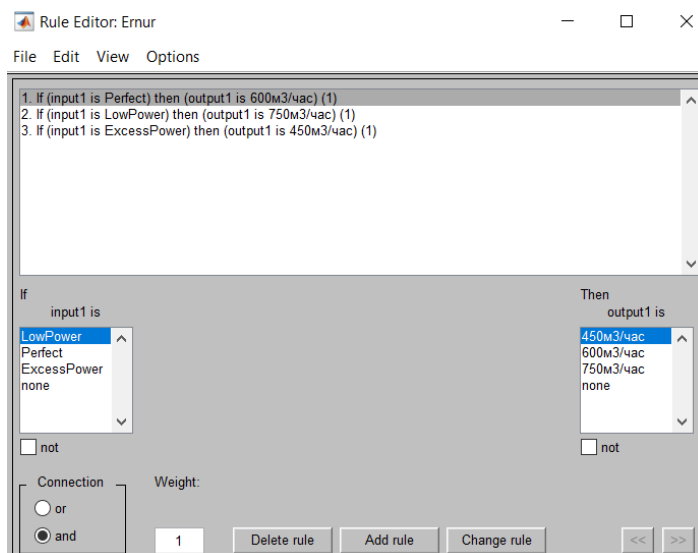 Rule Editor: Ernur
File Edit View Options
1. If (input1 is Perfect) then (output1 is 600м3/час) (1)
2. If (input1 is LowPower) then (output1 is 750м3/час) (1)
3. If (input1 is ExcessPower) then (output1 is 450м3/час) (1)
If
input1 is
LowPower
Perfect
ExcessPower
none
not
Then
output1 is
450м3/час
600м3/час
750м3/час
none
not
Connection
or
and
Weight:
1
Delete rule
Add rule
Change rule
<<
>>